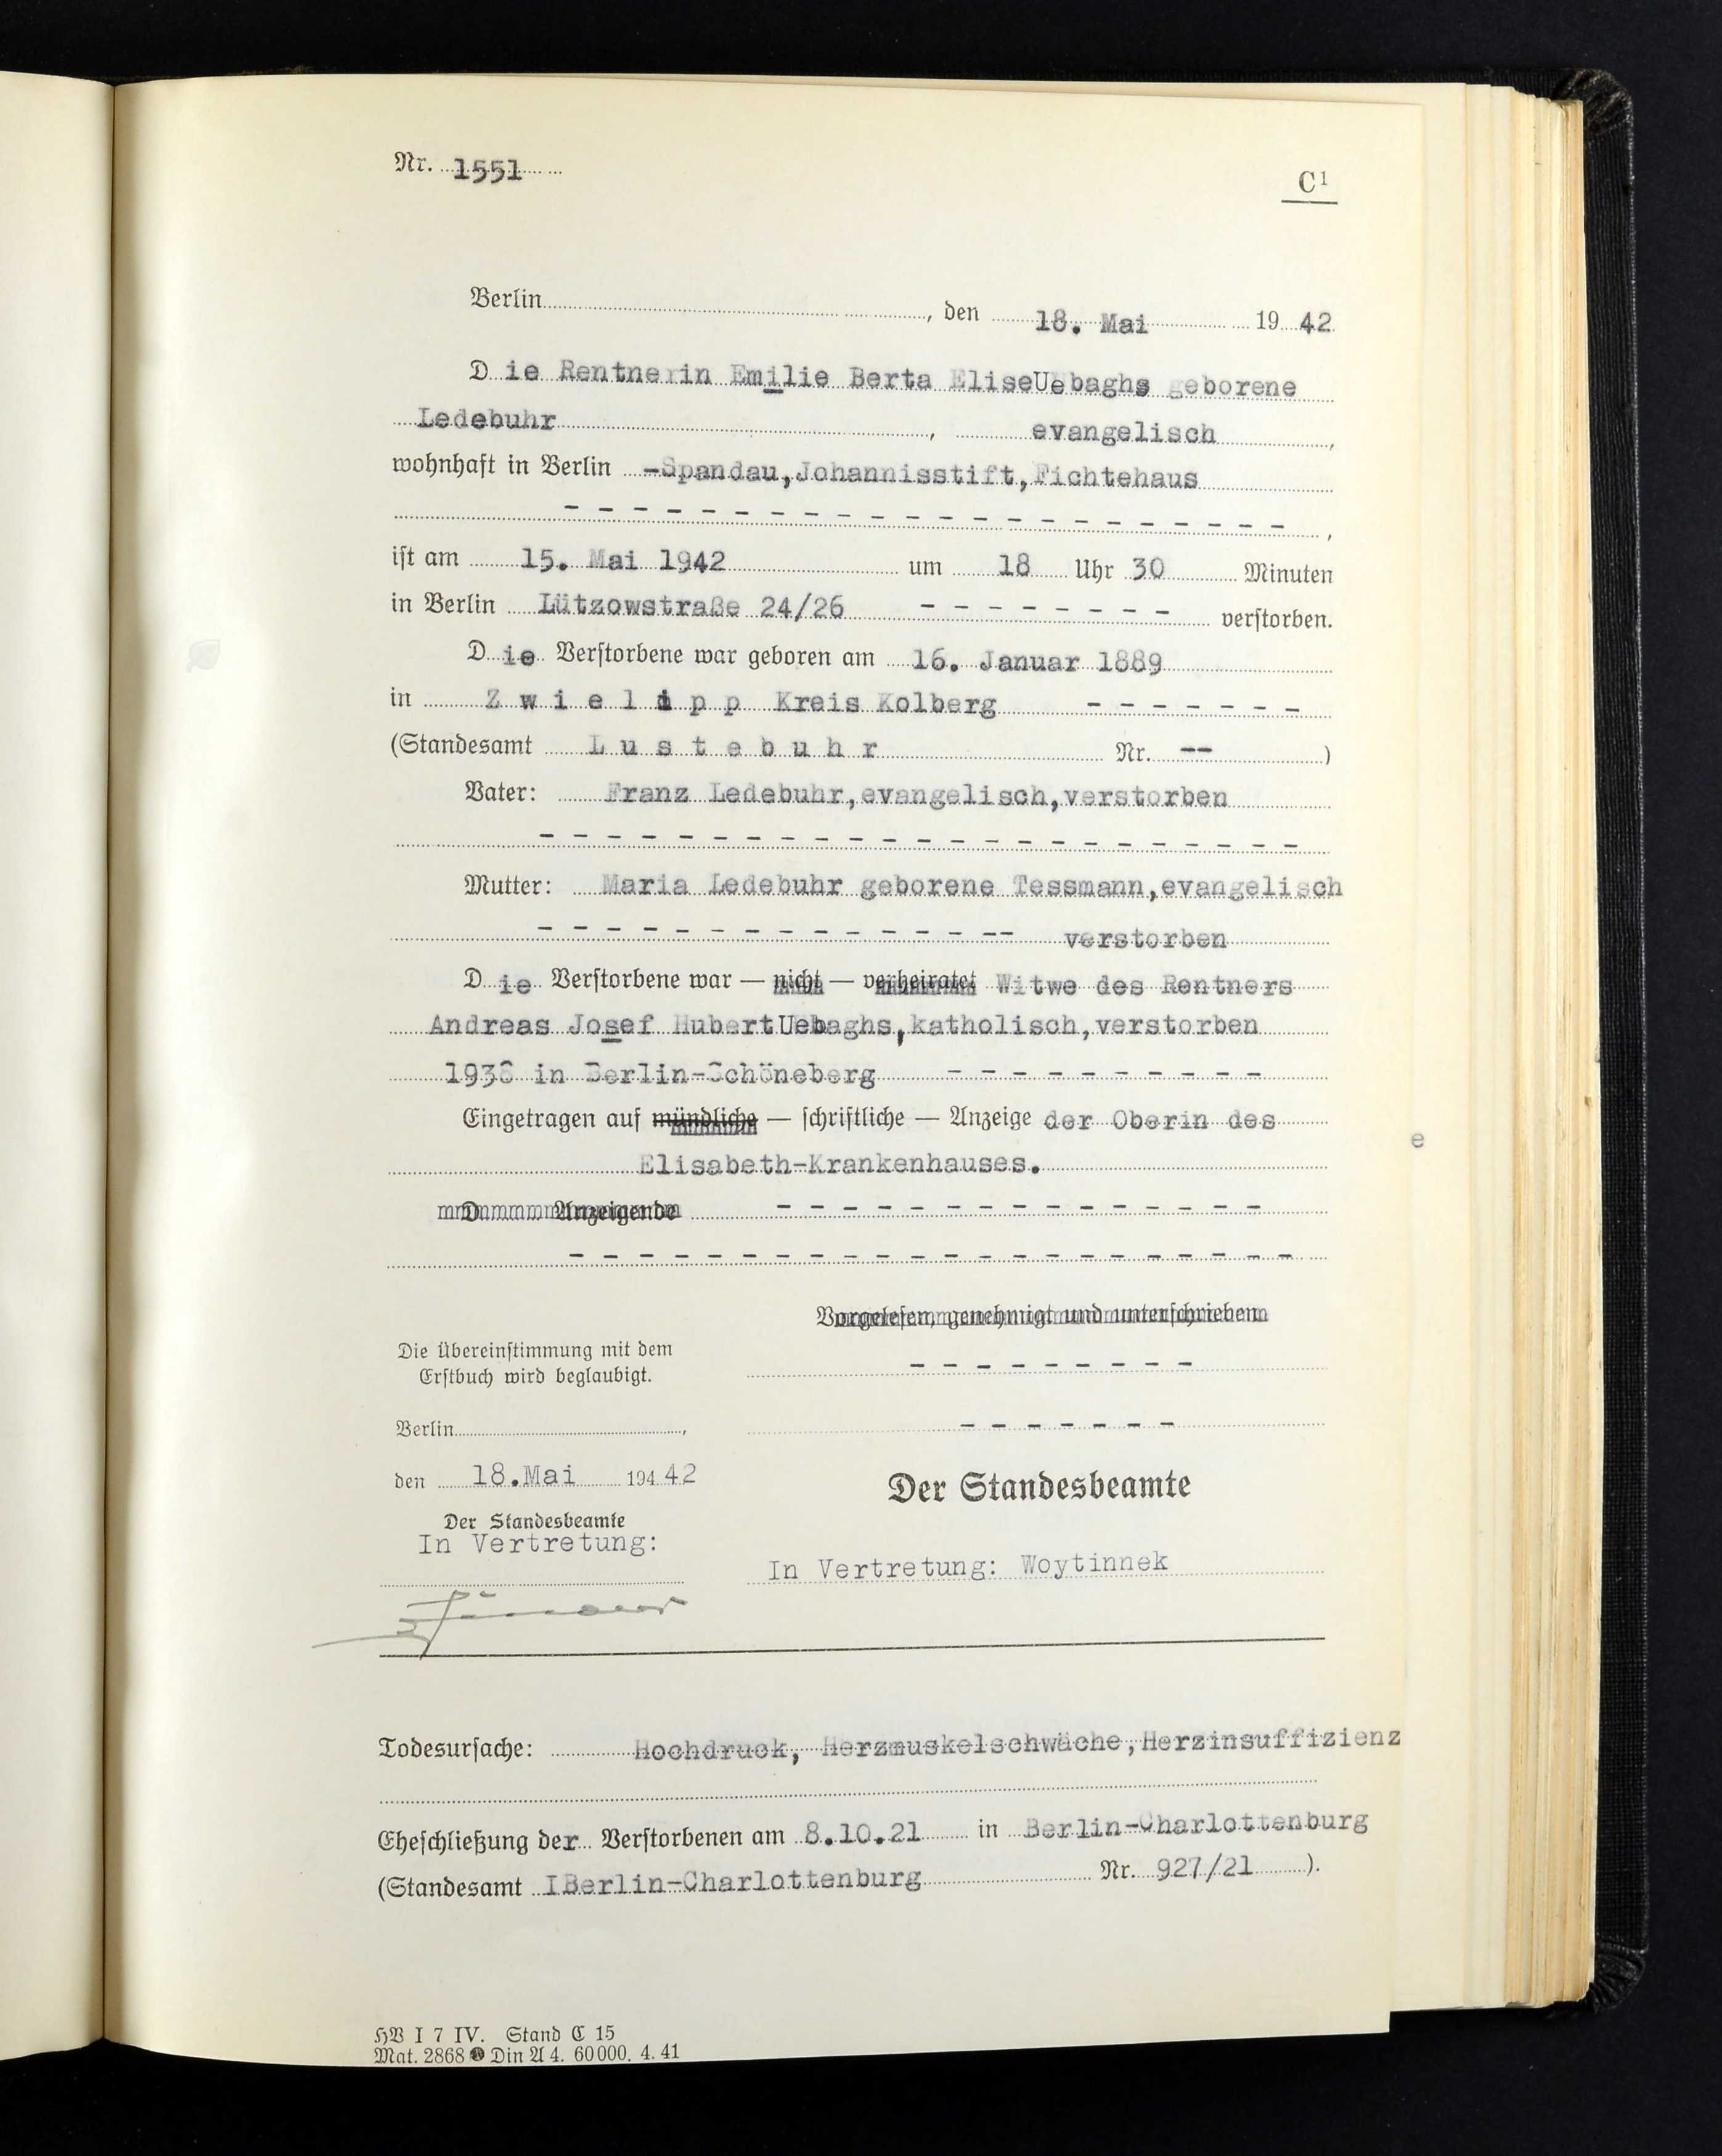 Nr. 1551
C1
Berlin, den 18. Mai 19 42
Die Rentnerin Emilie Berta Elise Uebaghs geborene
Ledebuhr, evangelisch,
wohnhaft in Berlin -Spandau, Johannisstift, Fichtehaus
- - - - - - - - - - - - - - - - - - - - - - ,
ist am 15. Mai 1942 um 18 Uhr 30 Minuten
in Berlin Lützowstraße 24/26 - - - - - - - - verstorben.
Die Verstorbene war geboren am 16. Januar 1889
in Z w i e l i p p Kreis Kolberg - - - - - - -
(Standesamt L u s t e b u h r Nr. -- )
Vater: Franz Ledebuhr, evangelisch, verstorben
- - - - - - - - - - - - - - - - - - - - - - -
Mutter: Maria Ledebuhr geborene Tessmann, evangelisch
- - - - - - - - - - - - - -- verstorben
Die Verstorbene war — nicht — verheiratet Witwe des Rentners
Andreas Josef Hubert Uebaghs, katholisch, verstorben
1938 in Berlin-Schöneberg - - - - - - - - - -
Eingetragen auf mündliche — schriftliche — Anzeige der Oberin des
Elisabeth-Krankenhauses.
D Anzeigende - - - - - - - - - - - - - - -
- - - - - - - - - - - - - - - - - - - - - -
Vorgelesen, genehmigt und unterschrieben
- - - - - - - - -
- - - - - - -
Die Übereinstimmung mit dem
Erstbuch wird beglaubigt.
Berlin,
den 18.Mai 194 42
Der Standesbeamte
In Vertretung:
Der Standesbeamte
In Vertretung: Woytinnek
Todesursache: Hochdruck, Herzmuskelschwäche, Herzinsuffizienz
Eheschließung der Verstorbenen am 8.10.21 in Berlin-Charlottenburg
(Standesamt I Berlin-Charlottenburg Nr. 927/21 ).
HB I 7 IV. Stand C 15
Mat. 2868 Din A 4. 60000. 4. 41
e